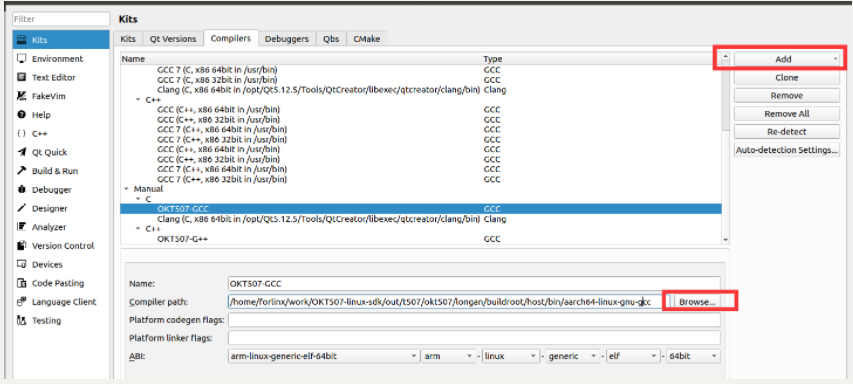 Filter
Kits
Kits
Environment
Text Editor
FakeVim
Help
{} C++
Qt Quick
Build & Run
Debugger
Designer
Analyzer
Version Control
Devices
Code Pasting
Language Client
Testing
Kits Qt Versions Compilers Debuggers Qbs CMake
Name Type
GCC 7 (C, x86 64bit in /usr/bin) GCC
GCC 7 (C, x86 32bit in /usr/bin) GCC
Clang (C, x86 64bit in /opt/Qt5.12.5/Tools/QtCreator/libexec/qtcreator/clang/bin) Clang
C++
GCC (C++, x86 64bit in /usr/bin) GCC
GCC (C++, x86 32bit in /usr/bin) GCC
GCC 7 (C++, x86 64bit in /usr/bin) GCC
GCC 7 (C++, x86 32bit in /usr/bin) GCC
GCC (C++, x86 64bit in /usr/bin) GCC
GCC (C++, x86 32bit in /usr/bin) GCC
GCC 7 (C++, x86 64bit in /usr/bin) GCC
GCC 7 (C++, x86 32bit in /usr/bin) GCC
Manual
C
OKT507-GCC GCC
Clang (C, x86 64bit in /opt/Qt5.12.5/Tools/QtCreator/libexec/qtcreator/clang/bin) Clang
C++
OKT507-G++ GCC
Add
Clone
Remove
Remove All
Re-detect
Auto-detection Settings...
Name: OKT507-GCC
Compiler path: /home/forlinx/work/OKT507-linux-sdk/out/t507/okt507/longan/buildroot/host/bin/aarch64-linux-gnu-gcc Browse...
Platform codegen flags:
Platform linker flags:
ABI: arm-linux-generic-elf-64bit arm - linux - generic - elf - 64bit